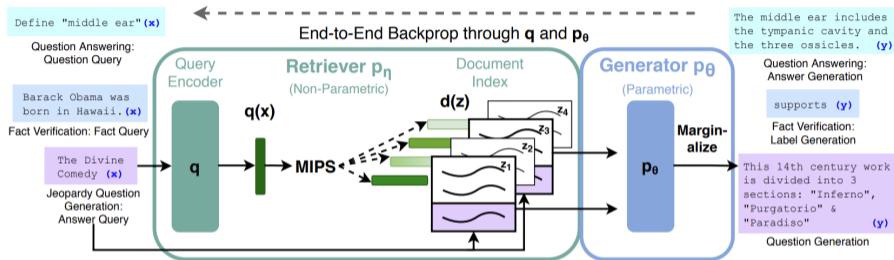 End-to-End Backprop through q and pθ
Define "middle ear"(x)
Question Answering:
Question Query
Barack Obama was
born in Hawaii.(x)
Fact Verification: Fact Query
The Divine
Comedy (x)
Jeopardy Question
Generation:
Answer Query
Query
Encoder
q
q(x)
Retriever pη
(Non-Parametric)
MIPS
Document
Index
d(z)
z4
z3
z2
z1
Generator pθ
(Parametric)
pθ
Margin-
alize
The middle ear includes
the tympanic cavity and
the three ossicles. (y)
Question Answering:
Answer Generation
supports (y)
Fact Verification:
Label Generation
This 14th century work
is divided into 3
sections: "Inferno",
"Purgatorio" &
"Paradiso" (y)
Question Generation